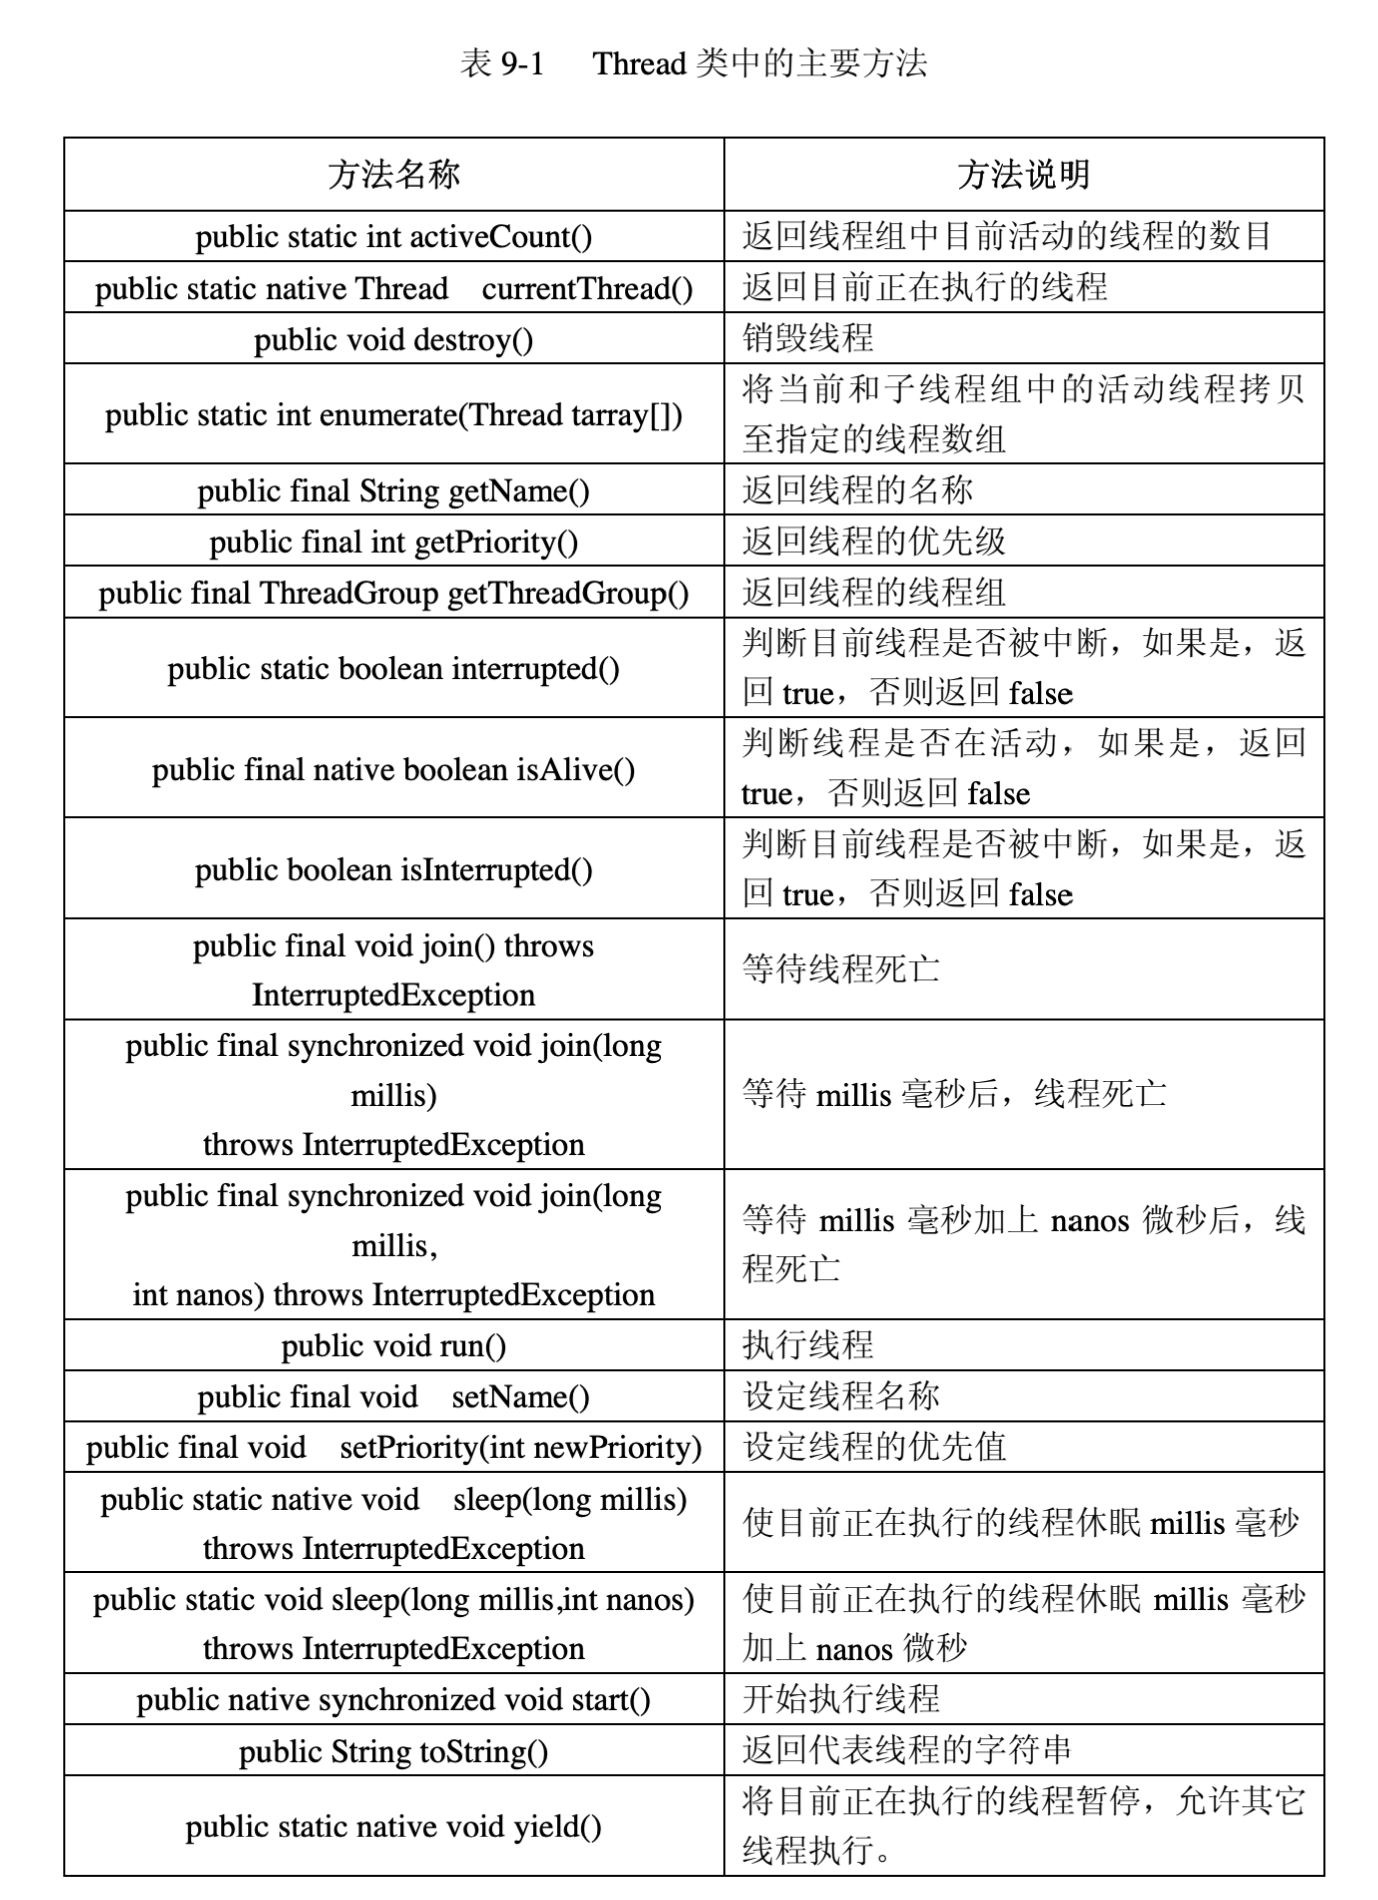 表 9-1 Thread 类中的主要方法
方法名称 方法说明
public static int activeCount() 返回线程组中目前活动的线程的数目
public static native Thread currentThread() 返回目前正在执行的线程
public void destroy() 销毁线程
public static int enumerate(Thread tarray[])
将当前和子线程组中的活动线程拷贝
至指定的线程数组
public final String getName() 返回线程的名称
public final int getPriority() 返回线程的优先级
public final ThreadGroup getThreadGroup() 返回线程的线程组
public static boolean interrupted()
判断目前线程是否被中断，如果是，返
回 true，否则返回 false
public final native boolean isAlive()
判断线程是否在活动，如果是，返回
true，否则返回 false
public boolean isInterrupted()
判断目前线程是否被中断，如果是，返
回 true，否则返回 false
public final void join() throws
InterruptedException
等待线程死亡
public final synchronized void join(long
millis)
throws InterruptedException
等待 millis 毫秒后，线程死亡
public final synchronized void join(long
millis,
int nanos) throws InterruptedException
等待 millis 毫秒加上 nanos 微秒后，线
程死亡
public void run() 执行线程
public final void setName() 设定线程名称
public final void setPriority(int newPriority) 设定线程的优先值
public static native void sleep(long millis)
throws InterruptedException
使目前正在执行的线程休眠 millis 毫秒
public static void sleep(long millis,int nanos)
throws InterruptedException
使目前正在执行的线程休眠 millis 毫秒
加上 nanos 微秒
public native synchronized void start() 开始执行线程
public String toString() 返回代表线程的字符串
public static native void yield()
将目前正在执行的线程暂停，允许其它
线程执行。